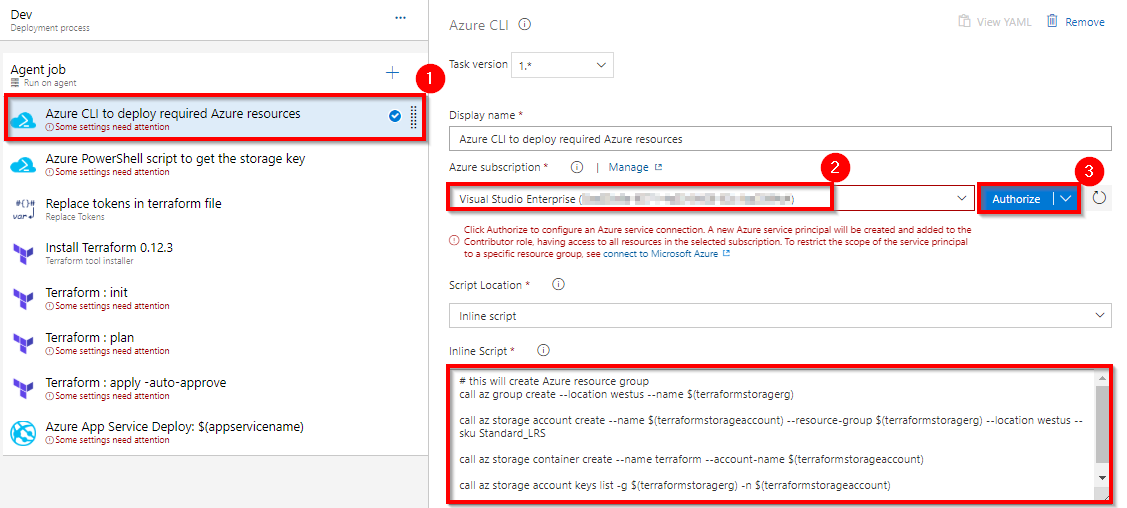 Dev
Deployment process
...
Agent job
Run on agent
+
1
Azure CLI to deploy required Azure resources
Some settings need attention
Azure PowerShell script to get the storage key
Some settings need attention
#{}#
var
Replace tokens in terraform file
Replace Tokens
Install Terraform 0.12.3
Terraform tool installer
Terraform : init
Some settings need attention
Terraform : plan
Some settings need attention
Terraform : apply -auto-approve
Some settings need attention
Azure App Service Deploy: $(appservicename)
Some settings need attention
Azure CLI
View YAML
Remove
Task version 1.*
Display name *
Azure CLI to deploy required Azure resources
Azure subscription * | Manage
2
3
Visual Studio Enterprise ( )
Authorize
Click Authorize to configure an Azure service connection. A new Azure service principal will be created and added to the
Contributor role, having access to all resources in the selected subscription. To restrict the scope of the service principal
to a specific resource group, see connect to Microsoft Azure
Script Location *
Inline script
Inline Script *
# this will create Azure resource group
call az group create --location westus --name $(terraformstoragerg)
call az storage account create --name $(terraformstorageaccount) --resource-group $(terraformstoragerg) --location westus --
sku Standard_LRS
call az storage container create --name terraform --account-name $(terraformstorageaccount)
call az storage account keys list -g $(terraformstoragerg) -n $(terraformstorageaccount)